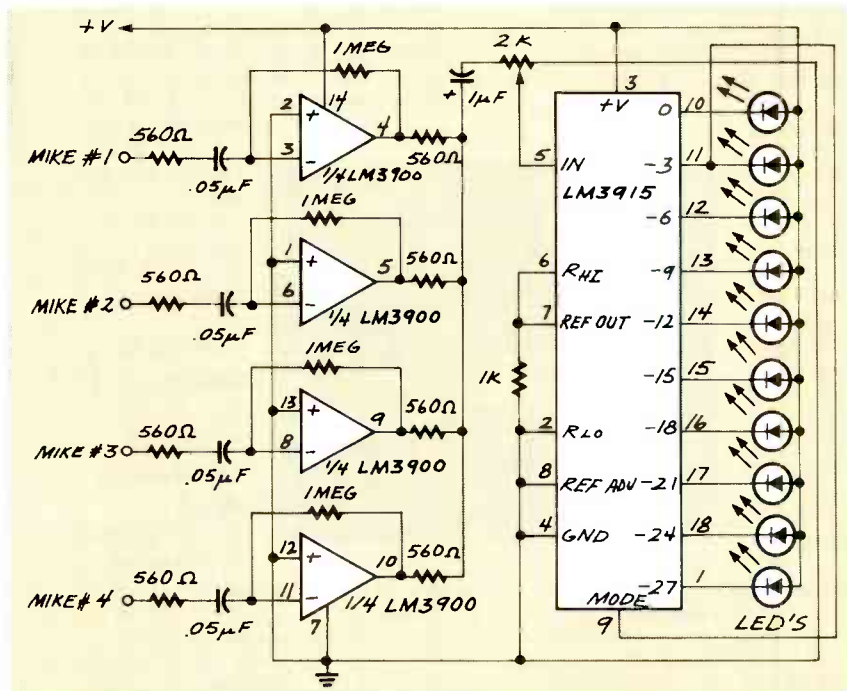 +V
1 MEG
2
14
+
4
MIKE #1
560Ω
.05μF
3
-
560Ω
1/4 LM3900
1MEG
1
+
5
MIKE #2
560Ω
.05μF
6
-
560Ω
1/4 LM3900
1MEG
13
+
9
MIKE #3
560Ω
.05μF
8
-
560Ω
1/4 LM3900
1MEG
12
+
10
MIKE #4
560Ω
.05μF
11
-
560Ω
1/4 LM3900
7
+
1μF
2K
3
+V
5 IN
LM3915
6 RHI
7 REF OUT
1K
2 RLO
8 REF ADJ
4 GND
MODE
9
0 10
-3 11
-6 12
-9 13
-12 14
-15 15
-18 16
-21 17
-24 18
-27 1
LED'S